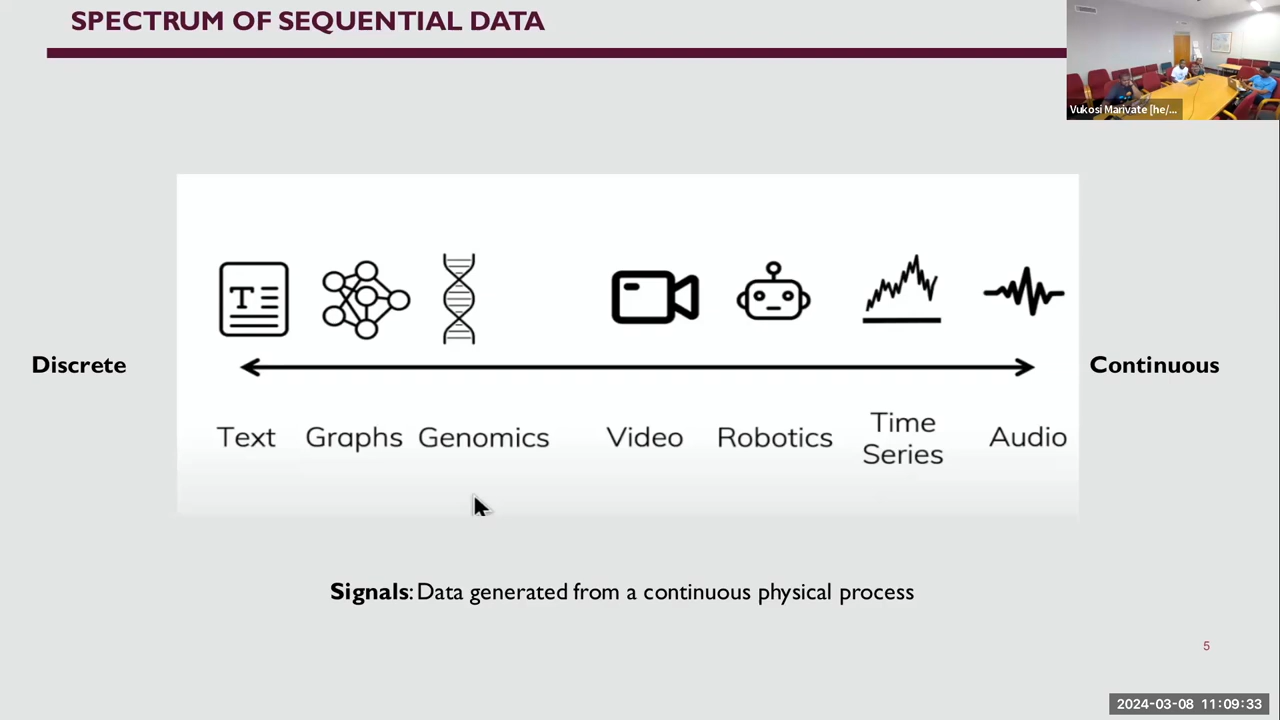 SPECTRUM OF SEQUENTIAL DATA
Vukosi Marivate [he/...
T
Discrete
Continuous
Text Graphs Genomics Video Robotics Time Series Audio
Signals: Data generated from a continuous physical process
5
2024-03-08 11:09:33